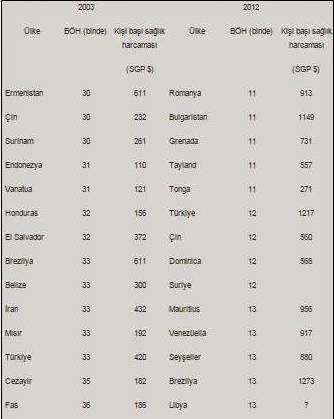 2003 2012
Ülke BÖH (binde) Kişi başı sağlık Ülke BÖH (binde) Kişi başı sağlık
harcaması harcaması
(SGP $) (SGP $)
Ermenistan 30 611 Romanya 11 913
Çin 30 232 Bulgaristan 11 1149
Surinam 30 261 Grenada 11 731
Endonezya 31 110 Tayland 11 557
Vanatua 31 121 Tonga 11 271
Honduras 32 156 Türkiye 12 1217
El Salvador 32 372 Çin 12 560
Brezilya 33 611 Dominica 12 568
Belize 33 300 Suriye 12
İran 33 432 Mauritius 13 956
Mısır 33 192 Venezüella 13 917
Türkiye 33 420 Seyşeller 13 880
Cezayir 35 182 Brezilya 13 1273
Fas 36 186 Libya 13 ?